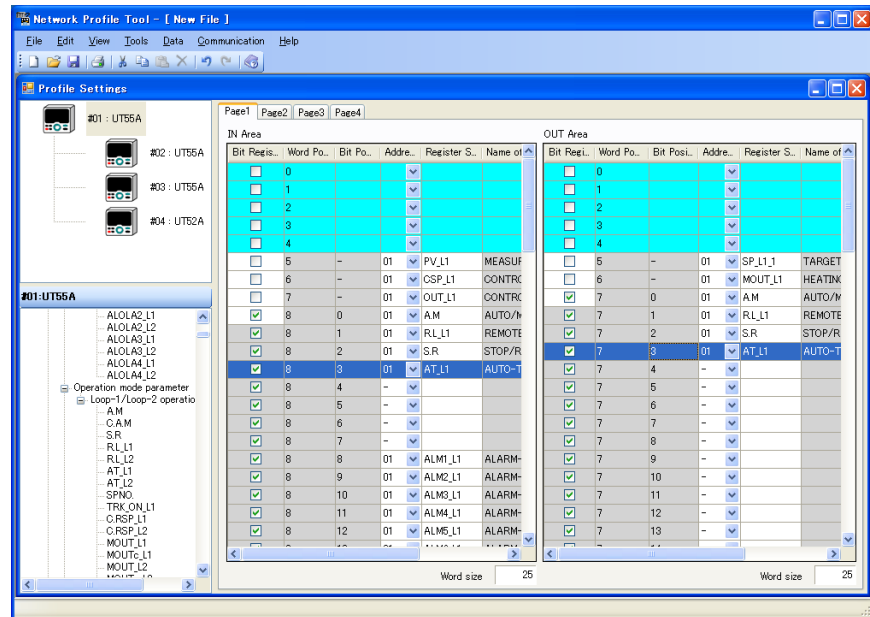 Network Profile Tool - [ New File ]
File Edit View Tools Data Communication Help
Profile Settings
#01 : UT55A
#02 : UT55A
#03 : UT55A
#04 : UT52A
#01:UT55A
ALOLA2_L1
ALOLA2_L2
ALOLA3_L1
ALOLA3_L2
ALOLA4_L1
ALOLA4_L2
Operation mode parameter
Loop-1/Loop-2 operatio
A.M
C.A.M
S.R
R.L_L1
R.L_L2
AT_L1
AT_L2
SPNO.
TRK_ON_L1
C.RSP_L1
C.RSP_L2
MOUT_L1
MOUTc_L1
MOUT_L2
Page1 Page2 Page3 Page4
IN Area
Bit Regis... Word Po... Bit Po... Addre... Register S... Name of
0
1
2
3
4
5 - 01 PV_L1 MEASUF
6 - 01 CSP_L1 CONTRC
7 - 01 OUT_L1 CONTRC
8 0 01 A.M AUTO/M
8 1 01 R.L_L1 REMOTE
8 2 01 S.R STOP/R
8 3 01 AT_L1 AUTO-T
8 4 -
8 5 -
8 6 -
8 7 -
8 8 01 ALM1_L1 ALARM-
8 9 01 ALM2_L1 ALARM-
8 10 01 ALM3_L1 ALARM-
8 11 01 ALM4_L1 ALARM-
8 12 01 ALM5_L1 ALARM-
Word size 25
OUT Area
Bit Regi... Word Po... Bit Posi... Addre... Register S... Name of
0
1
2
3
4
5 - 01 SP_L1_1 TARGET
6 - 01 MOUT_L1 HEATING
7 0 01 A.M AUTO/M
7 1 01 R.L_L1 REMOTE
7 2 01 S.R STOP/R
7 3 01 AT_L1 AUTO-T
7 4 -
7 5 -
7 6 -
7 7 -
7 8 -
7 9 -
7 10 -
7 11 -
7 12 -
7 13 -
Word size 25